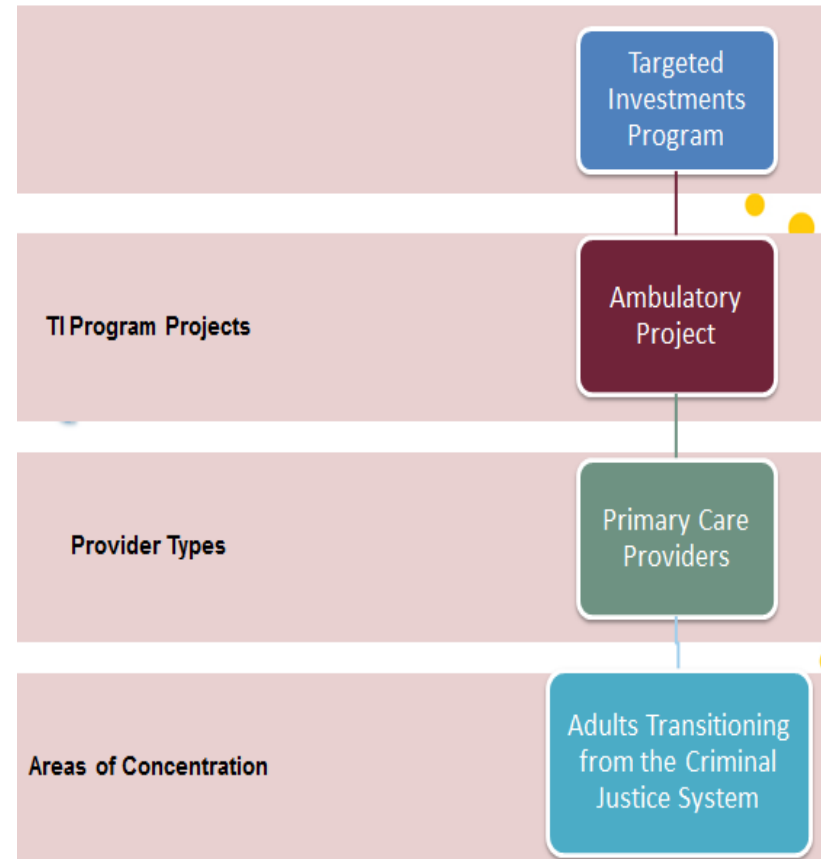 Targeted
Investments
Program
TI Program Projects
Ambulatory
Project
Provider Types
Primary Care
Providers
Areas of Concentration
Adults Transitioning
from the Criminal
Justice System